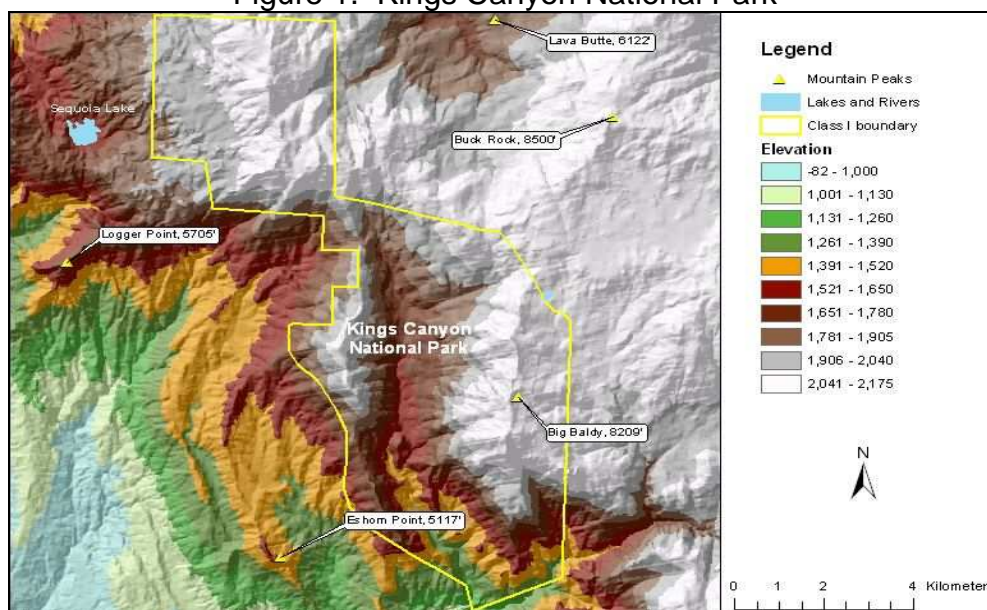 Figure 1. Kings Canyon National Park
Lava Butte, 6122'
Sequoia Lake
Buck Rock, 8500'
Logger Point, 5705'
Kings Canyon
National Park
Big Baldy, 8209'
Eshom Point, 5117'
Legend
Mountain Peaks
Lakes and Rivers
Class I boundary
Elevation
-82 - 1,000
1,001 - 1,130
1,131 - 1,260
1,261 - 1,390
1,391 - 1,520
1,521 - 1,650
1,651 - 1,780
1,781 - 1,905
1,906 - 2,040
2,041 - 2,175
N
0 1 2 4 Kilometer